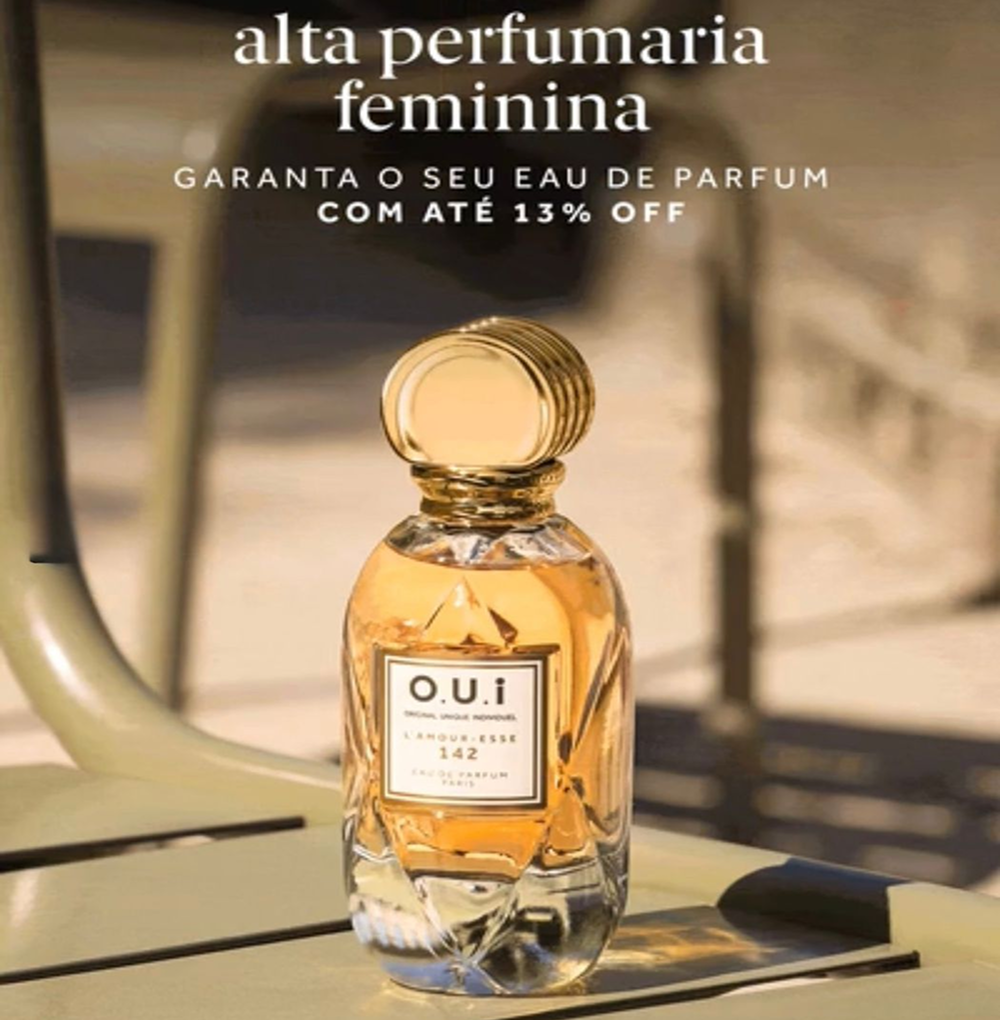 alta perfumaria
feminina
GARANTA O SEU EAU DE PARFUM
COM ATÉ 13% OFF
O.U.i
ORIGINAL UNIQUE INDIVIDUEL
L'AMOUR-ESSE
142
EAU DE PARFUM
PARIS